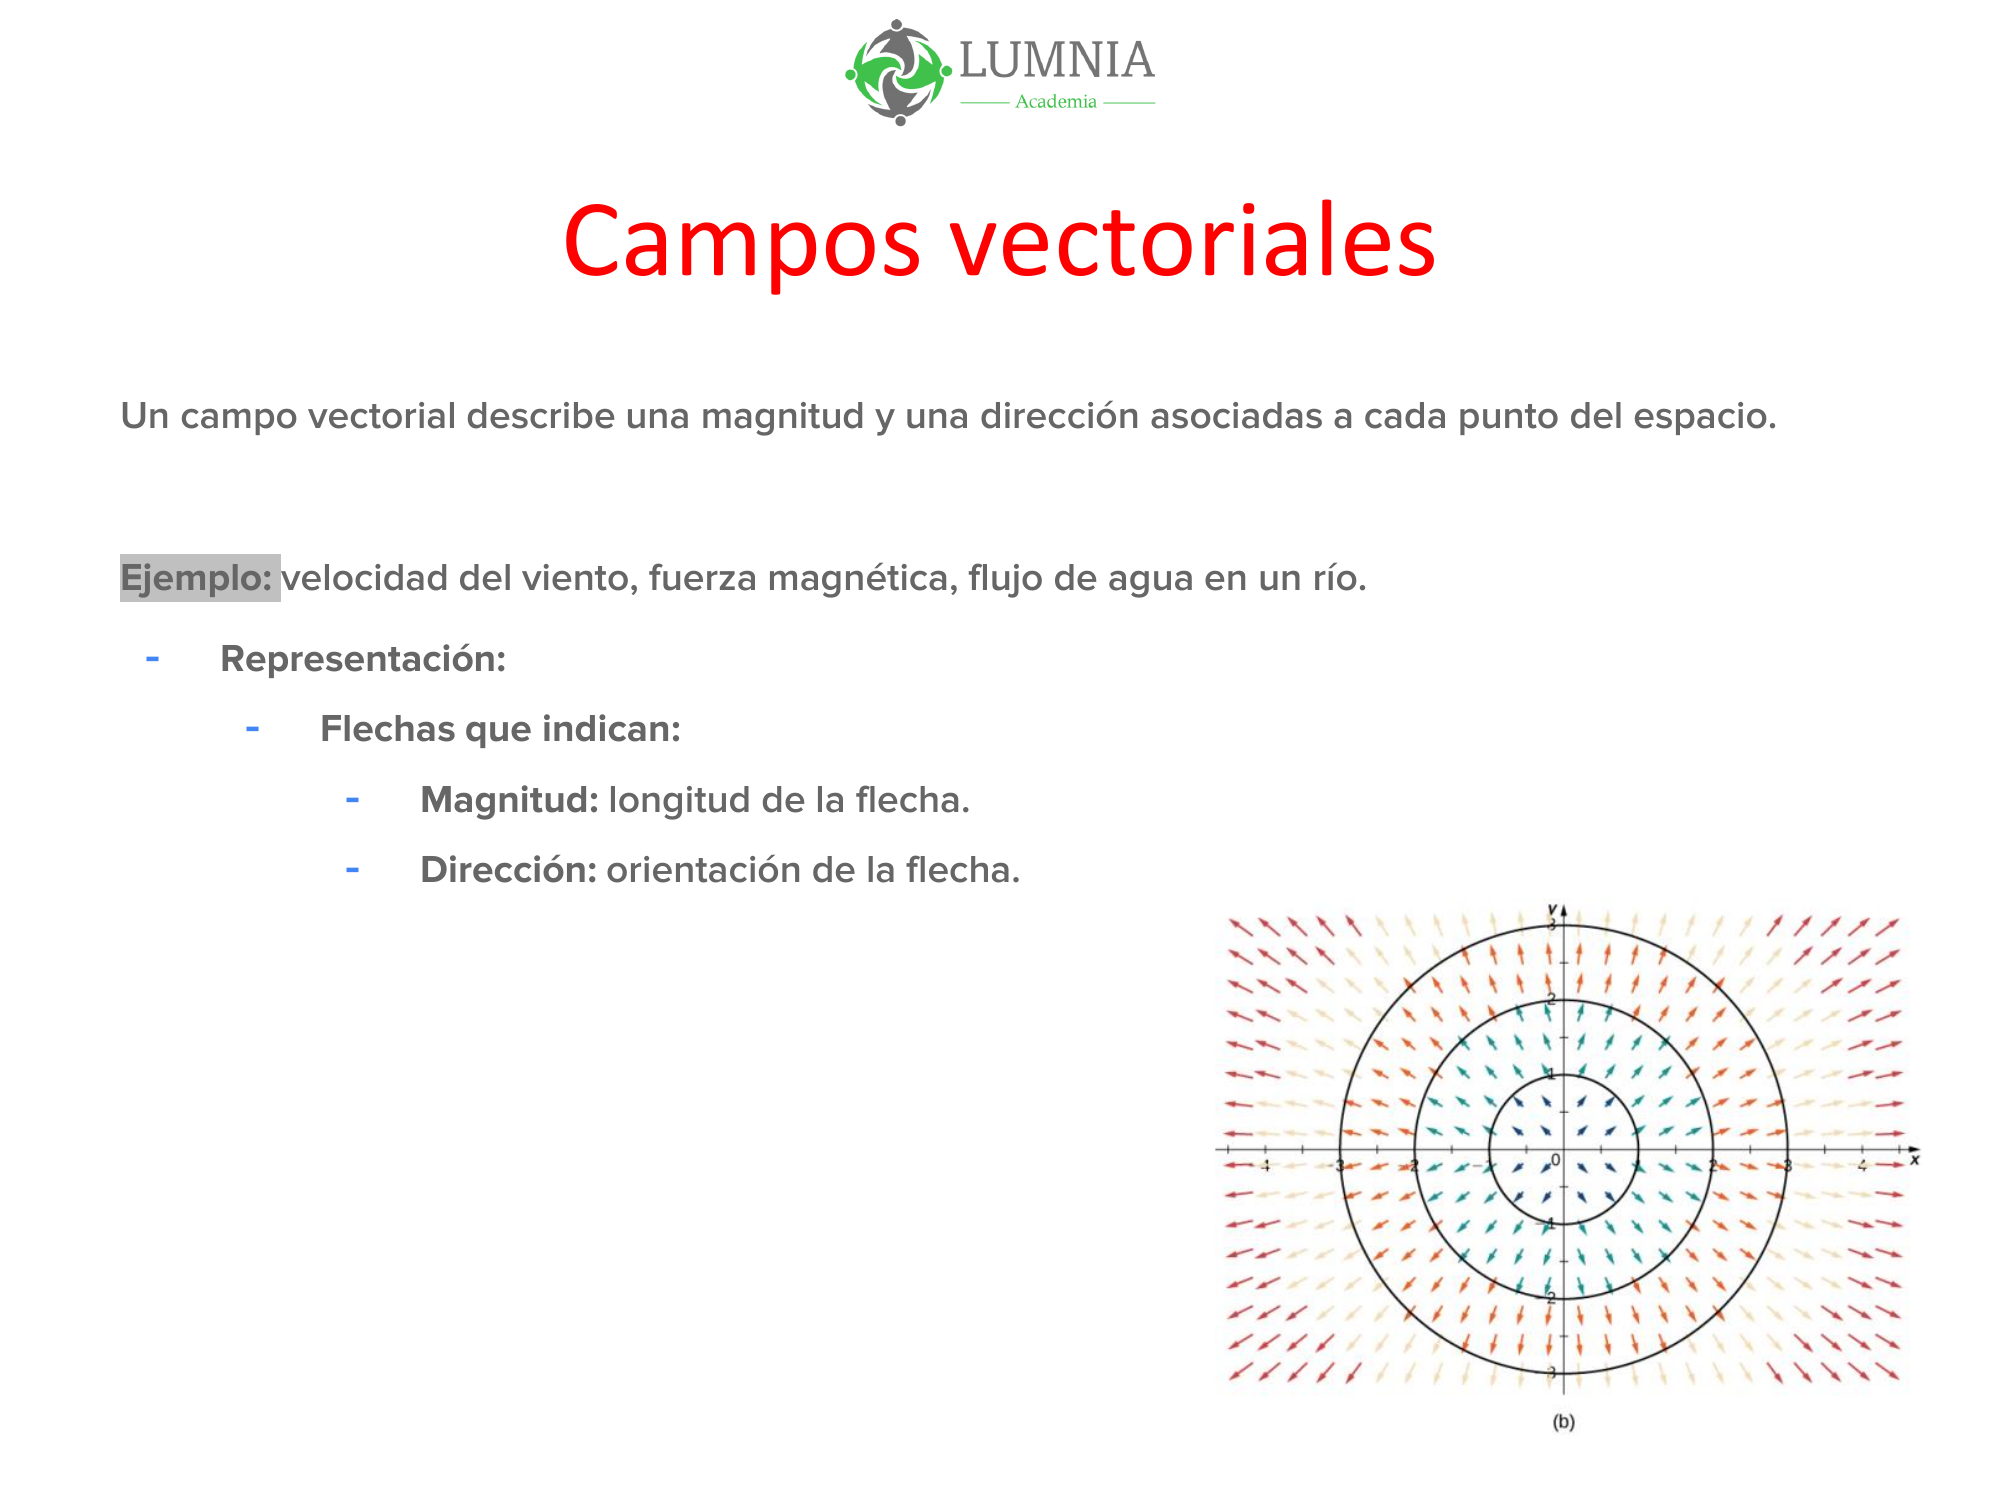 LUMNIA
Academia
Campos vectoriales
Un campo vectorial describe una magnitud y una dirección asociadas a cada punto del espacio.
Ejemplo: velocidad del viento, fuerza magnética, flujo de agua en un río.
- Representación:
- Flechas que indican:
- Magnitud: longitud de la flecha.
- Dirección: orientación de la flecha.
y
3
2
1
0
-4 -3 -2 -1 2 3 4 x
-1
-2
3
(b)